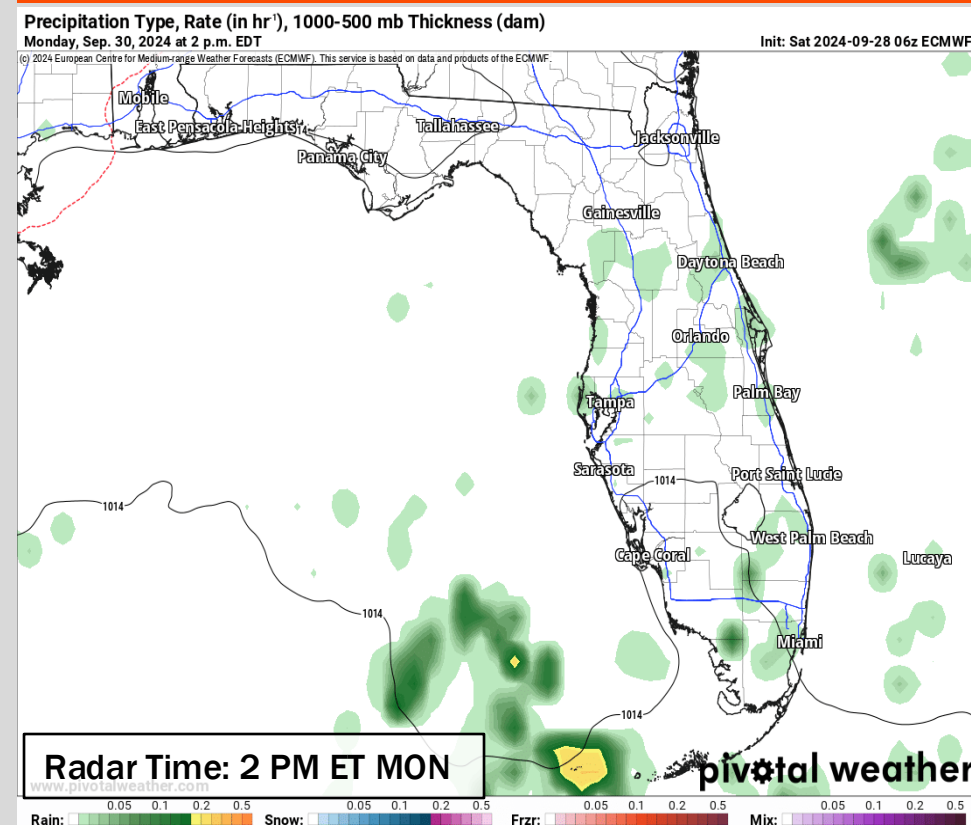 Precipitation Type, Rate (in hr⁻¹), 1000-500 mb Thickness (dam)
Monday, Sep. 30, 2024 at 2 p.m. EDT Init: Sat 2024-09-28 06z ECMWF
(c) 2024 European Centre for Medium-range Weather Forecasts (ECMWF). This service is based on data and products of the ECMWF.
Mobile
East Pensacola Heights
Tallahassee
Jacksonville
Panama City
Gainesville
Daytona Beach
Orlando
Palm Bay
Tampa
Sarasota
Port Saint Lucie
1014
1014
West Palm Beach
Cape Coral
Lucaya
1014
Miami
1014
Radar Time: 2 PM ET MON
pivotal weather
www.pivotalweather.com
0.05 0.1 0.2 0.5 0.05 0.1 0.2 0.5 0.05 0.1 0.2 0.5 0.05 0.1 0.2 0.5
Rain: Snow: Frzr: Mix: